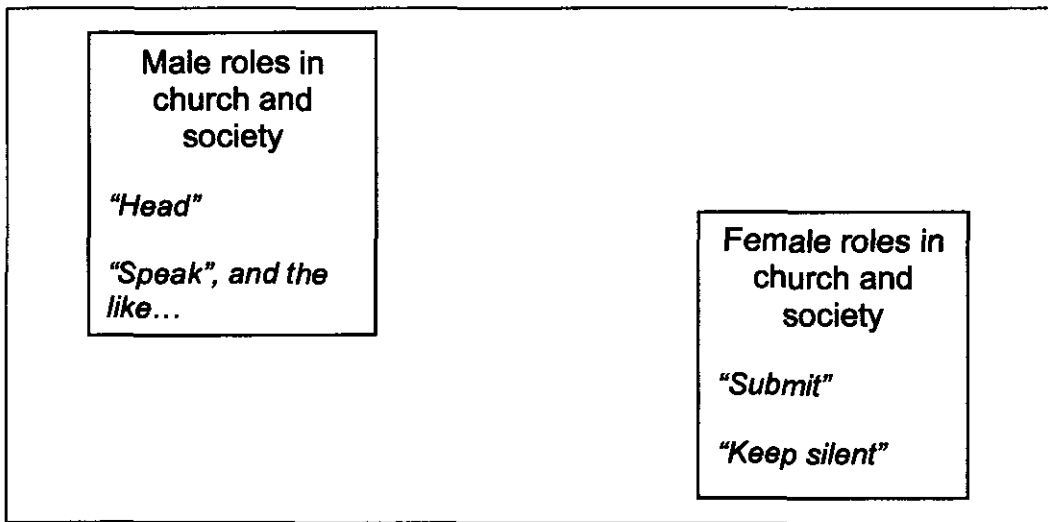 Male roles in
church and
society
“Head”
“Speak”, and the
like…
Female roles in
church and
society
“Submit”
“Keep silent”